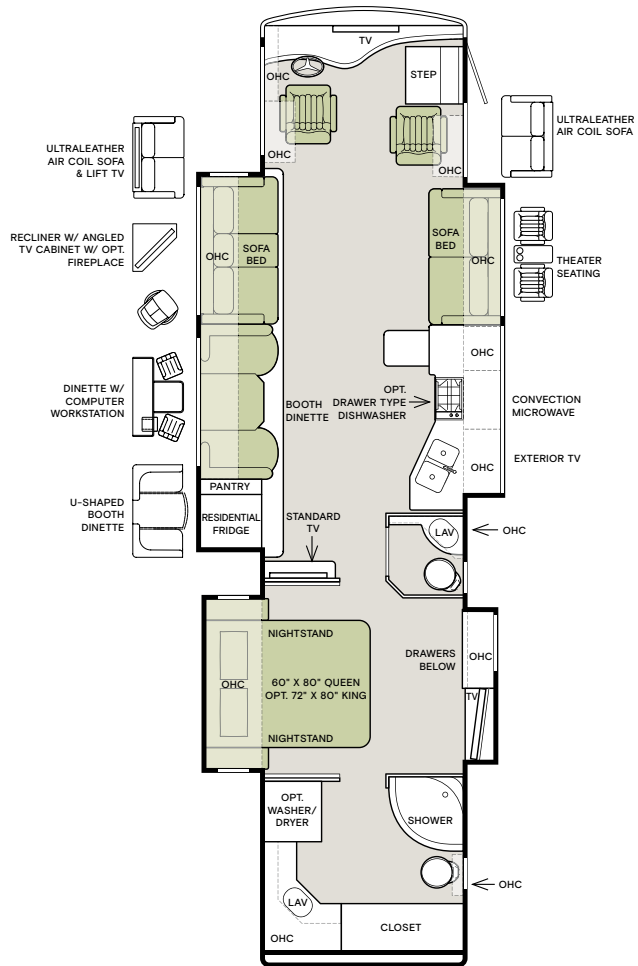 TV
OHC
STEP
OHC
OHC
ULTRALEATHER
AIR COIL SOFA
& LIFT TV
ULTRALEATHER
AIR COIL SOFA
RECLINER W/ ANGLED
TV CABINET W/ OPT.
FIREPLACE
OHC
SOFA
BED
SOFA
BED
OHC
THEATER
SEATING
OHC
DINETTE W/
COMPUTER
WORKSTATION
BOOTH
DINETTE
OPT.
DRAWER TYPE
DISHWASHER
CONVECTION
MICROWAVE
OHC
EXTERIOR TV
PANTRY
U-SHAPED
BOOTH
DINETTE
RESIDENTIAL
FRIDGE
STANDARD
TV
LAV
OHC
NIGHTSTAND
OHC
60" X 80" QUEEN
OPT. 72" X 80" KING
NIGHTSTAND
DRAWERS
BELOW
OHC
TV
OPT.
WASHER/
DRYER
SHOWER
OHC
LAV
OHC
CLOSET